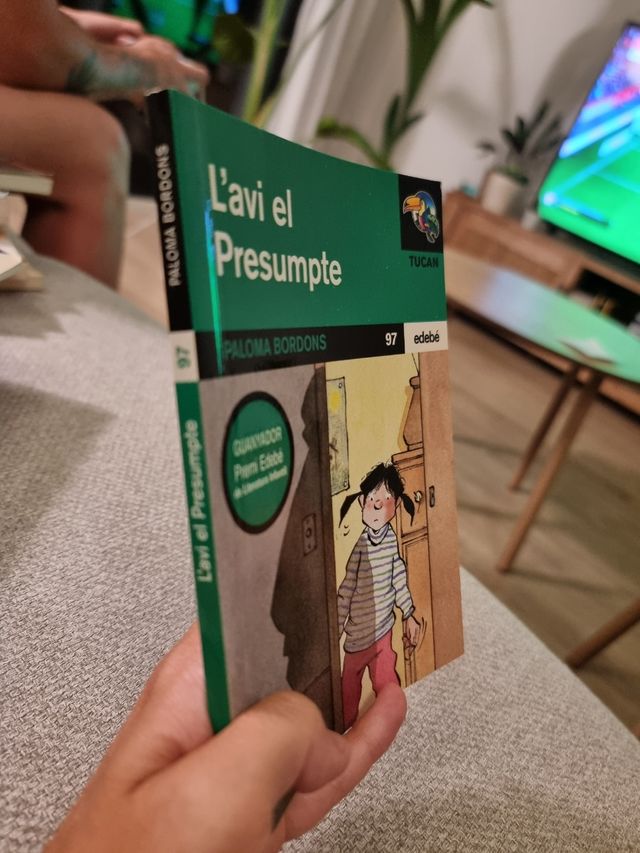 PALOMA BORDONS
97
L'avi el Presumpte
L'avi el
Presumpte
TUCAN
PALOMA BORDONS
97
edebé
GUANYADOR
Premi Edebé
de Literatura Infantil